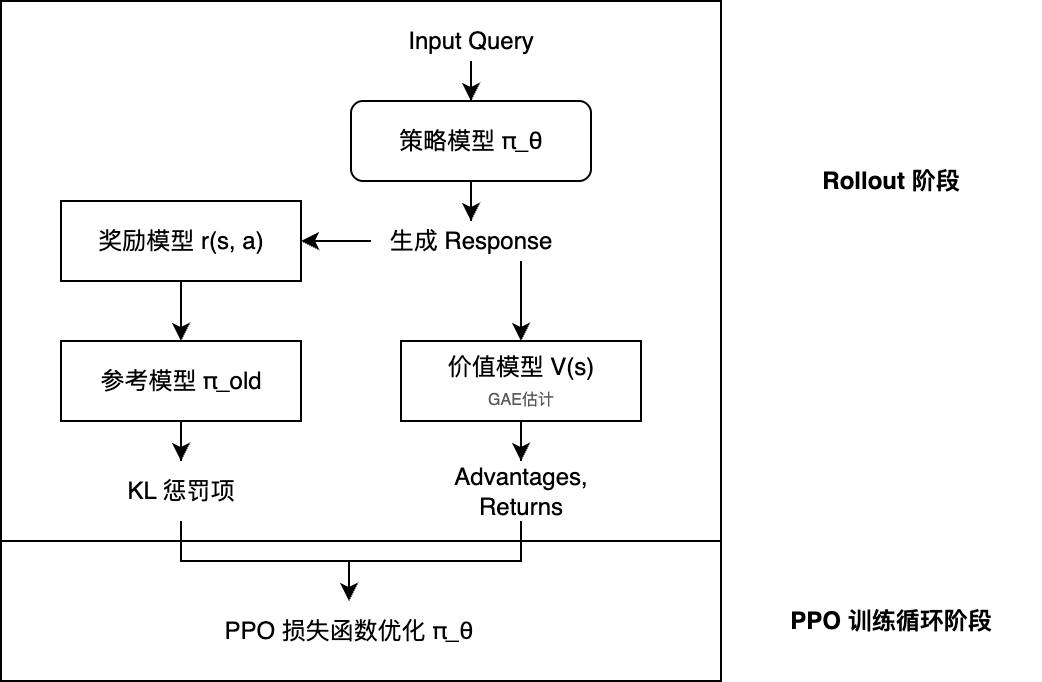 Input Query
策略模型 π_θ
Rollout 阶段
奖励模型 r(s, a)
生成 Response
参考模型 π_old
价值模型 V(s)
GAE估计
KL 惩罚项
Advantages,
Returns
PPO 损失函数优化 π_θ
PPO 训练循环阶段